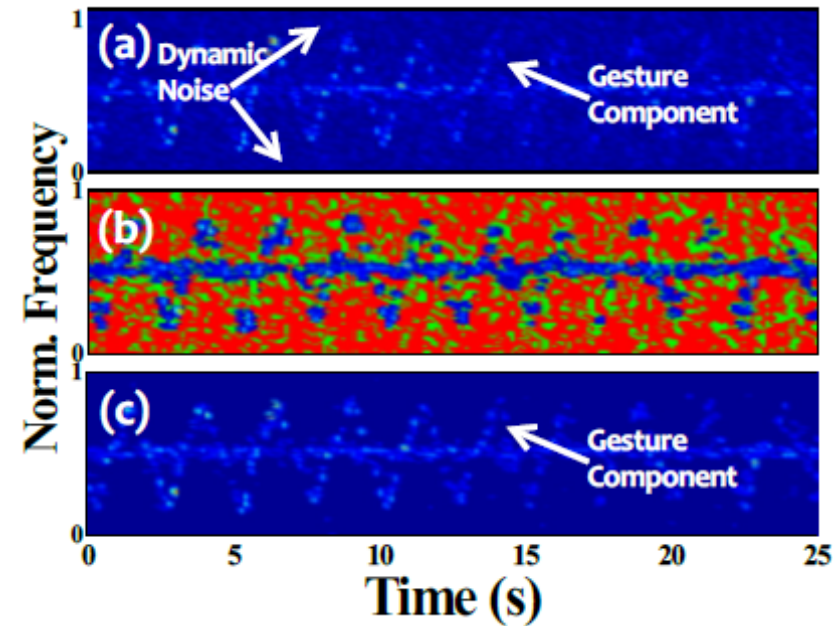 Norm. Frequency
1
(a)
Dynamic
Noise
Gesture
Component
0
1
(b)
0
1
(c)
Gesture
Component
0
0 5 10 15 20 25
Time (s)